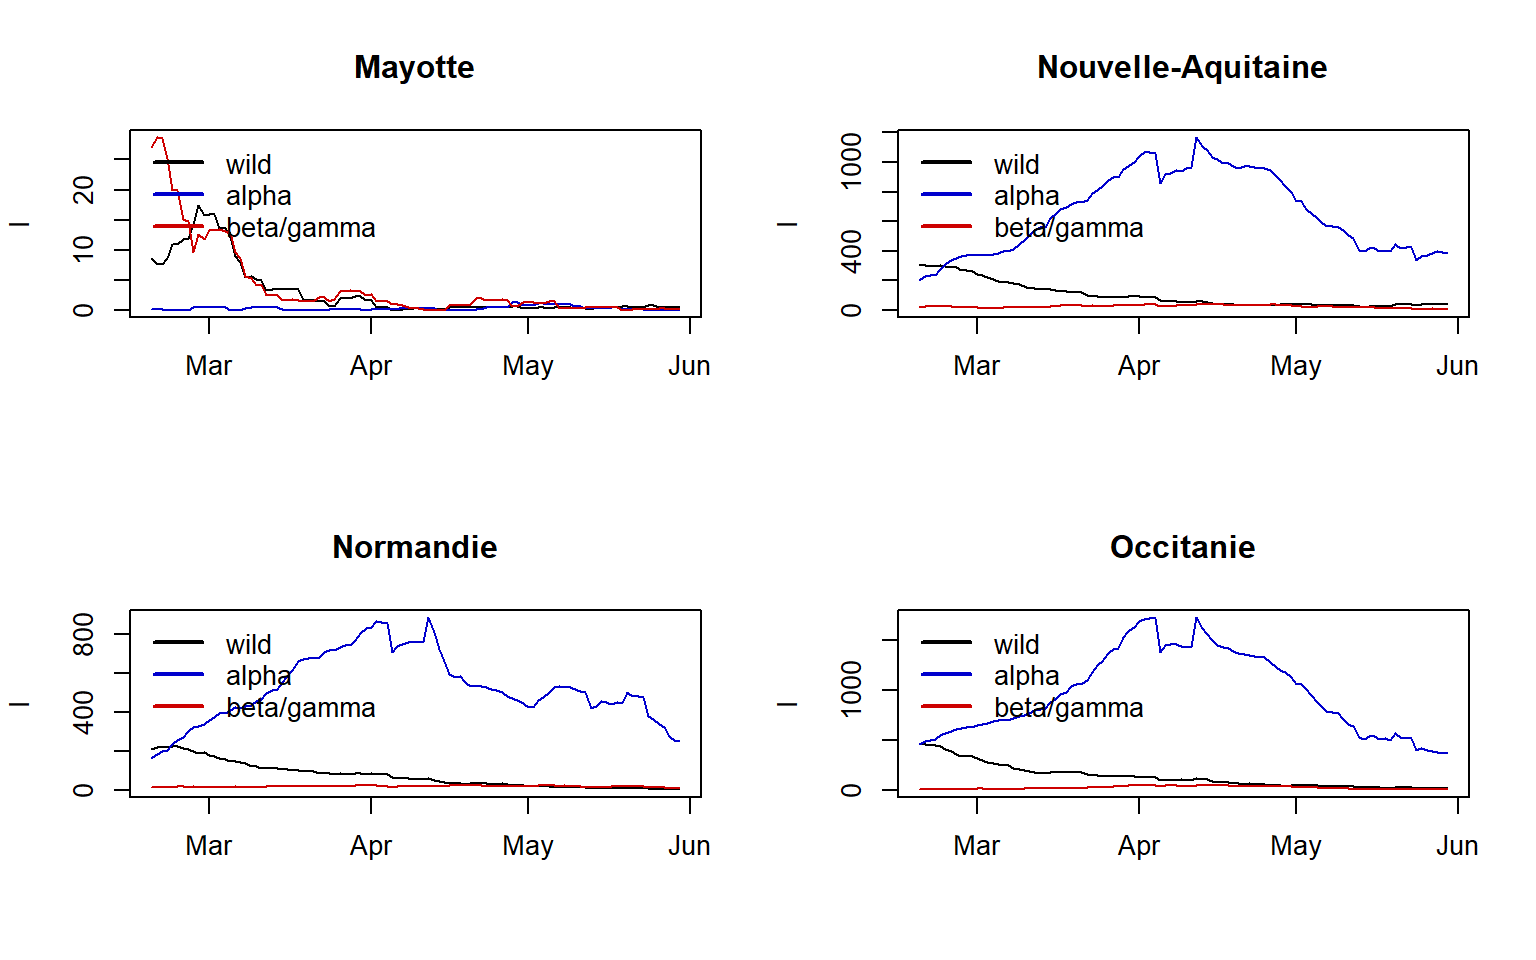 Mayotte
I
0
10
20
wild
alpha
beta/gamma
Mar Apr May Jun
Nouvelle-Aquitaine
I
0
400
1000
wild
alpha
beta/gamma
Mar Apr May Jun
Normandie
I
0
400
800
wild
alpha
beta/gamma
Mar Apr May Jun
Occitanie
I
0
1000
wild
alpha
beta/gamma
Mar Apr May Jun